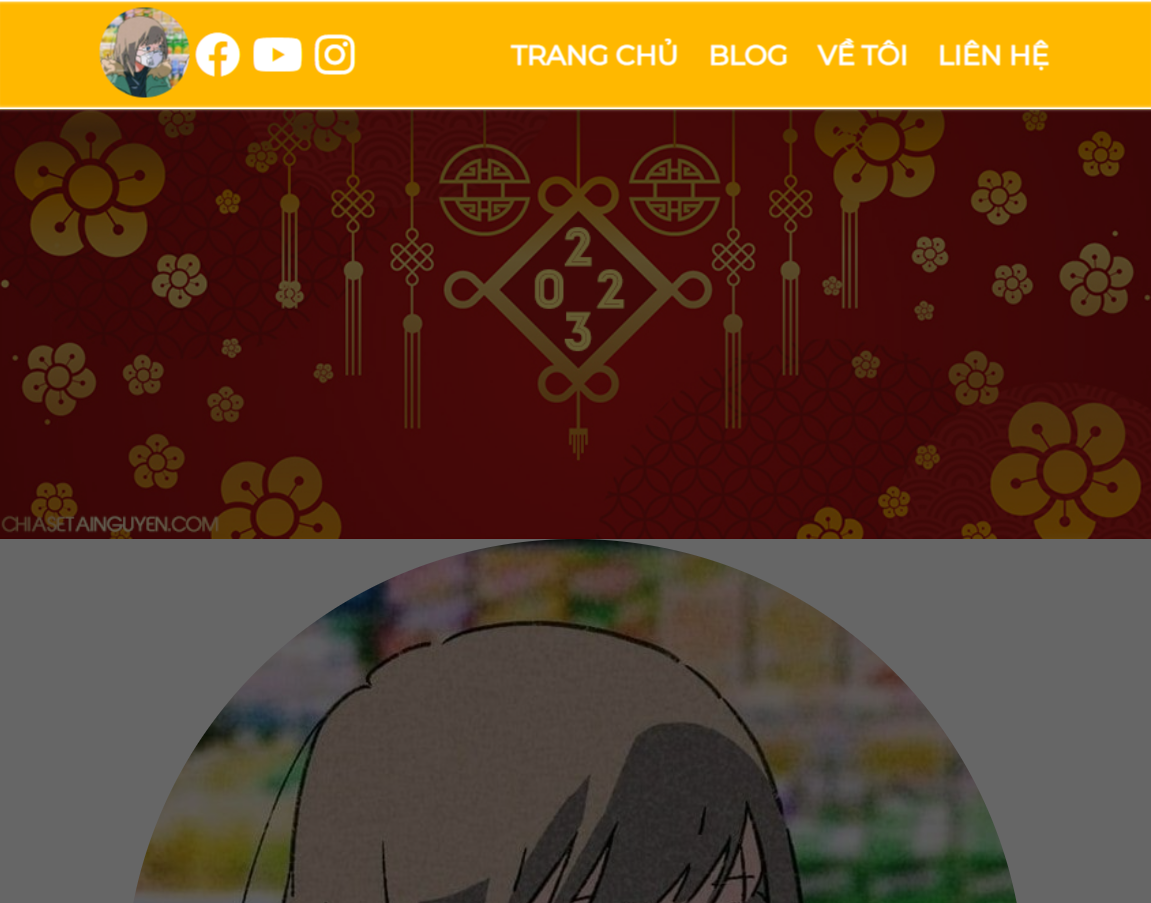 TRANG CHỦ BLOG VỀ TÔI LIÊN HỆ
2
0 2
3
CHIASETAINGUYEN.COM